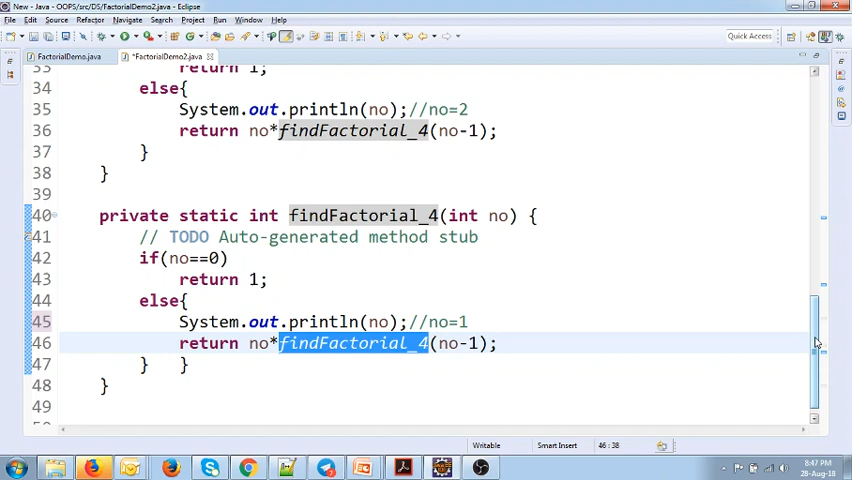 New - Java - OOPS/src/DS/FactorialDemo2.java - Eclipse
File Edit Source Refactor Navigate Search Project Run Window Help
Quick Access
FactorialDemo.java *FactorialDemo2.java
33 return 1;
34 else{
35 System.out.println(no);//no=2
36 return no*findFactorial_4(no-1);
37 }
38 }
39
40 private static int findFactorial_4(int no) {
41 // TODO Auto-generated method stub
42 if(no==0)
43 return 1;
44 else{
45 System.out.println(no);//no=1
46 return no*findFactorial_4(no-1);
47 } }
48 }
49
Writable Smart Insert 46 : 38
8:47 PM
28-Aug-18